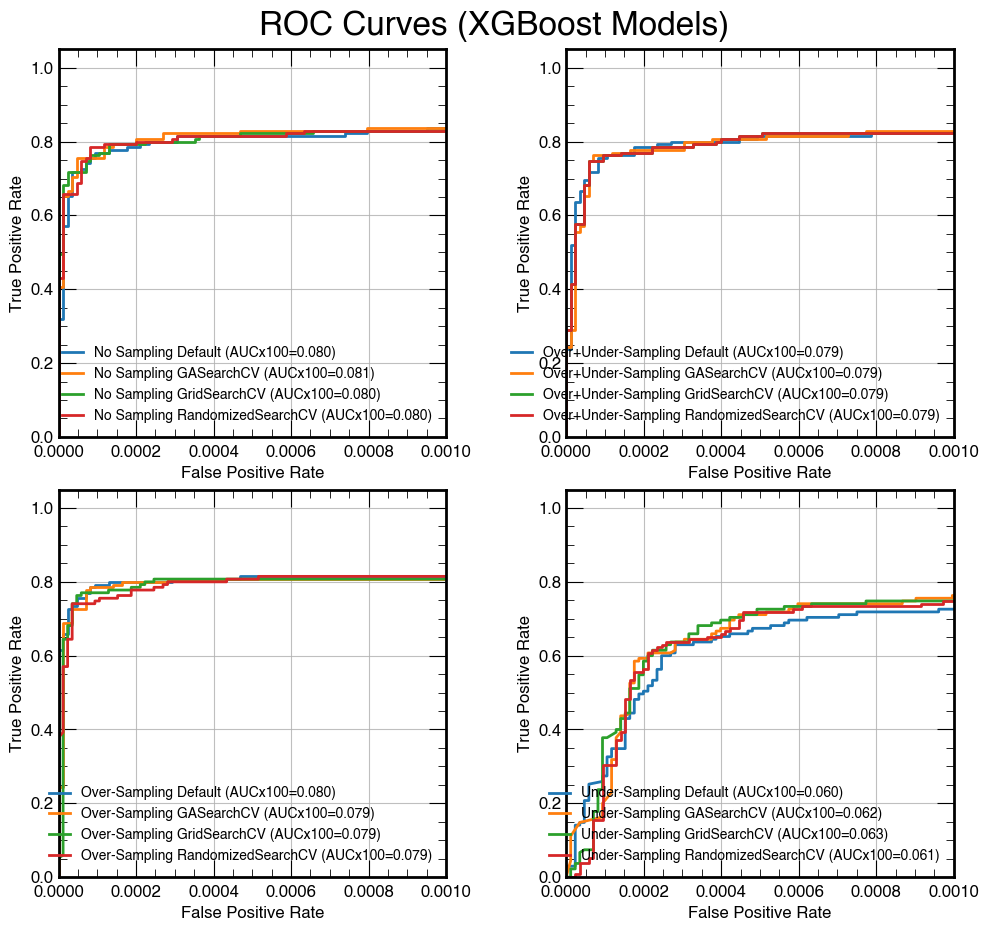 ROC Curves (XGBoost Models)
1.0
0.8
0.6
0.4
0.2
0.0
True Positive Rate
No Sampling Default (AUCx100=0.080)
No Sampling GASearchCV (AUCx100=0.081)
No Sampling GridSearchCV (AUCx100=0.080)
No Sampling RandomizedSearchCV (AUCx100=0.080)
0.0000 0.0002 0.0004 0.0006 0.0008 0.0010
False Positive Rate
1.0
0.8
0.6
0.4
0.2
0.0
True Positive Rate
Over+Under-Sampling Default (AUCx100=0.079)
Over+Under-Sampling GASearchCV (AUCx100=0.079)
Over+Under-Sampling GridSearchCV (AUCx100=0.079)
Over+Under-Sampling RandomizedSearchCV (AUCx100=0.079)
0.0000 0.0002 0.0004 0.0006 0.0008 0.0010
False Positive Rate
1.0
0.8
0.6
0.4
0.2
0.0
True Positive Rate
Over-Sampling Default (AUCx100=0.080)
Over-Sampling GASearchCV (AUCx100=0.079)
Over-Sampling GridSearchCV (AUCx100=0.079)
Over-Sampling RandomizedSearchCV (AUCx100=0.079)
0.0000 0.0002 0.0004 0.0006 0.0008 0.0010
False Positive Rate
1.0
0.8
0.6
0.4
0.2
0.0
True Positive Rate
Under-Sampling Default (AUCx100=0.060)
Under-Sampling GASearchCV (AUCx100=0.062)
Under-Sampling GridSearchCV (AUCx100=0.063)
Under-Sampling RandomizedSearchCV (AUCx100=0.061)
0.0000 0.0002 0.0004 0.0006 0.0008 0.0010
False Positive Rate